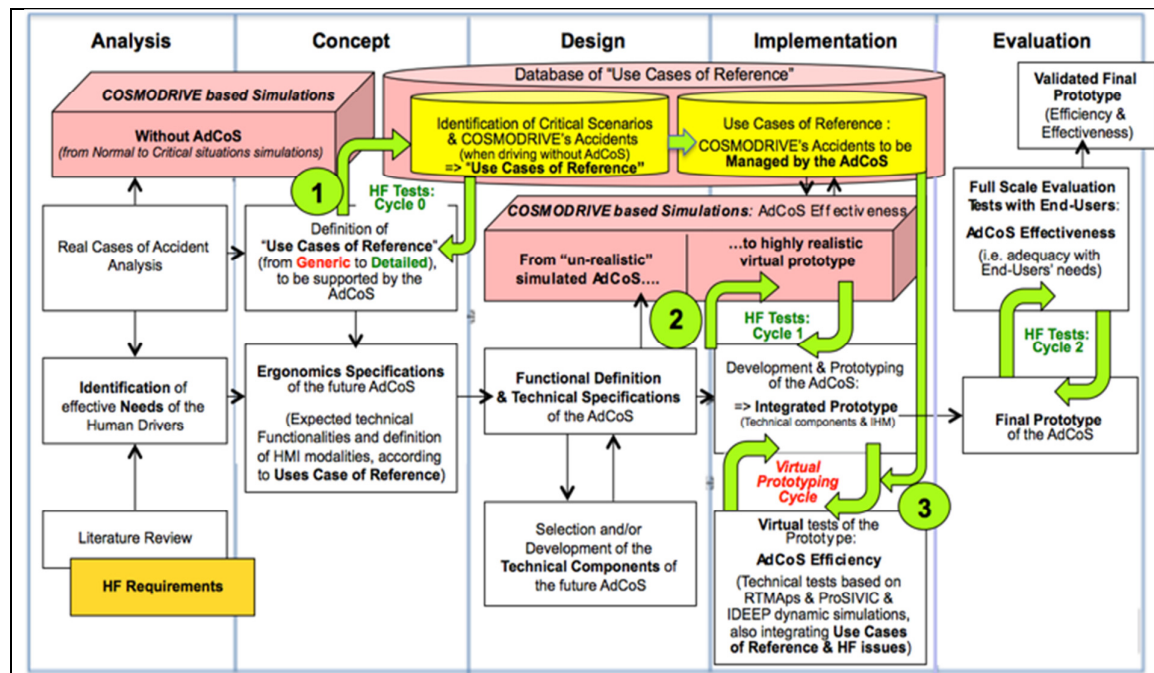 Analysis
Concept
Design
Implementation
Evaluation
Database of "Use Cases of Reference"
COSMODRIVE based Simulations
Without AdCoS
(from Normal to Critical situations simulations)
Identification of Critical Scenarios
& COSMODRIVE's Accidents
(when driving without AdCoS)
=> "Use Cases of Reference"
Use Cases of Reference :
COSMODRIVE's Accidents to be
Managed by the AdCoS
Validated Final
Prototype
(Efficiency &
Effectiveness)
1
HF Tests:
Cycle 0
Real Cases of Accident
Analysis
Definition of
"Use Cases of Reference"
(from Generic to Detailed),
to be supported by the
AdCoS
COSMODRIVE based Simulations: AdCoS Effectiveness
From "un-realistic"
simulated AdCoS....
...to highly realistic
virtual prototype
Full Scale Evaluation
Tests with End-Users:
AdCoS Effectiveness
(i.e. adequacy with
End-Users' needs)
2
HF Tests:
Cycle 1
HF Tests:
Cycle 2
Identification of
effective Needs of the
Human Drivers
Ergonomics Specifications
of the future AdCoS
(Expected technical
Functionalities and definition
of HMI modalities, according
to Uses Case of Reference)
Functional Definition
& Technical Specifications
of the AdCoS
Development & Prototyping
of the AdCoS:
=> Integrated Prototype
(Technical components & IHM)
Final Prototype
of the AdCoS
Virtual
Prototyping
Cycle
3
Literature Review
HF Requirements
Selection and/or
Development of the
Technical Components of
the future AdCoS
Virtual tests of the
Prototype:
AdCoS Efficiency
(Technical tests based on
RTMAps & ProSIVIC &
IDEEP dynamic simulations,
also integrating Use Cases
of Reference & HF issues)